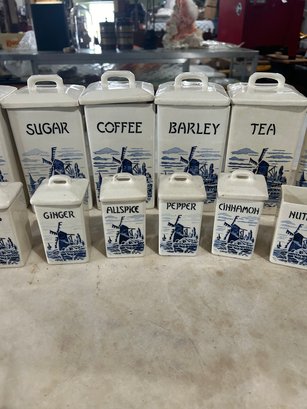 SUGAR COFFEE BARLEY TEA
GINGER ALLSPICE PEPPER CINNAMON NUT